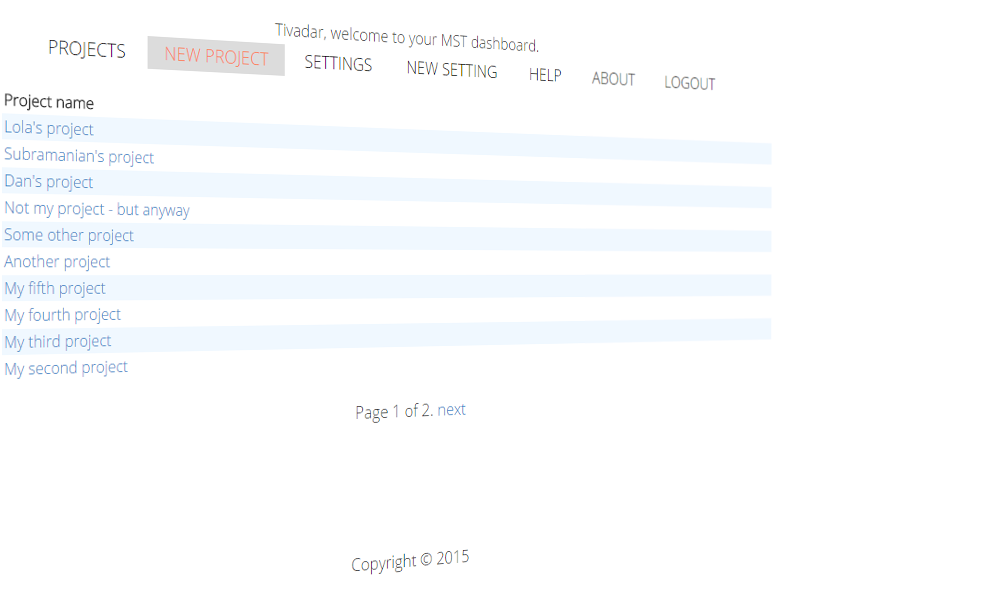 Tivadar, welcome to your MST dashboard.
PROJECTS NEW PROJECT SETTINGS NEW SETTING HELP ABOUT LOGOUT
Project name
Lola's project
Subramanian's project
Dan's project
Not my project - but anyway
Some other project
Another project
My fifth project
My fourth project
My third project
My second project
Page 1 of 2. next
Copyright © 2015